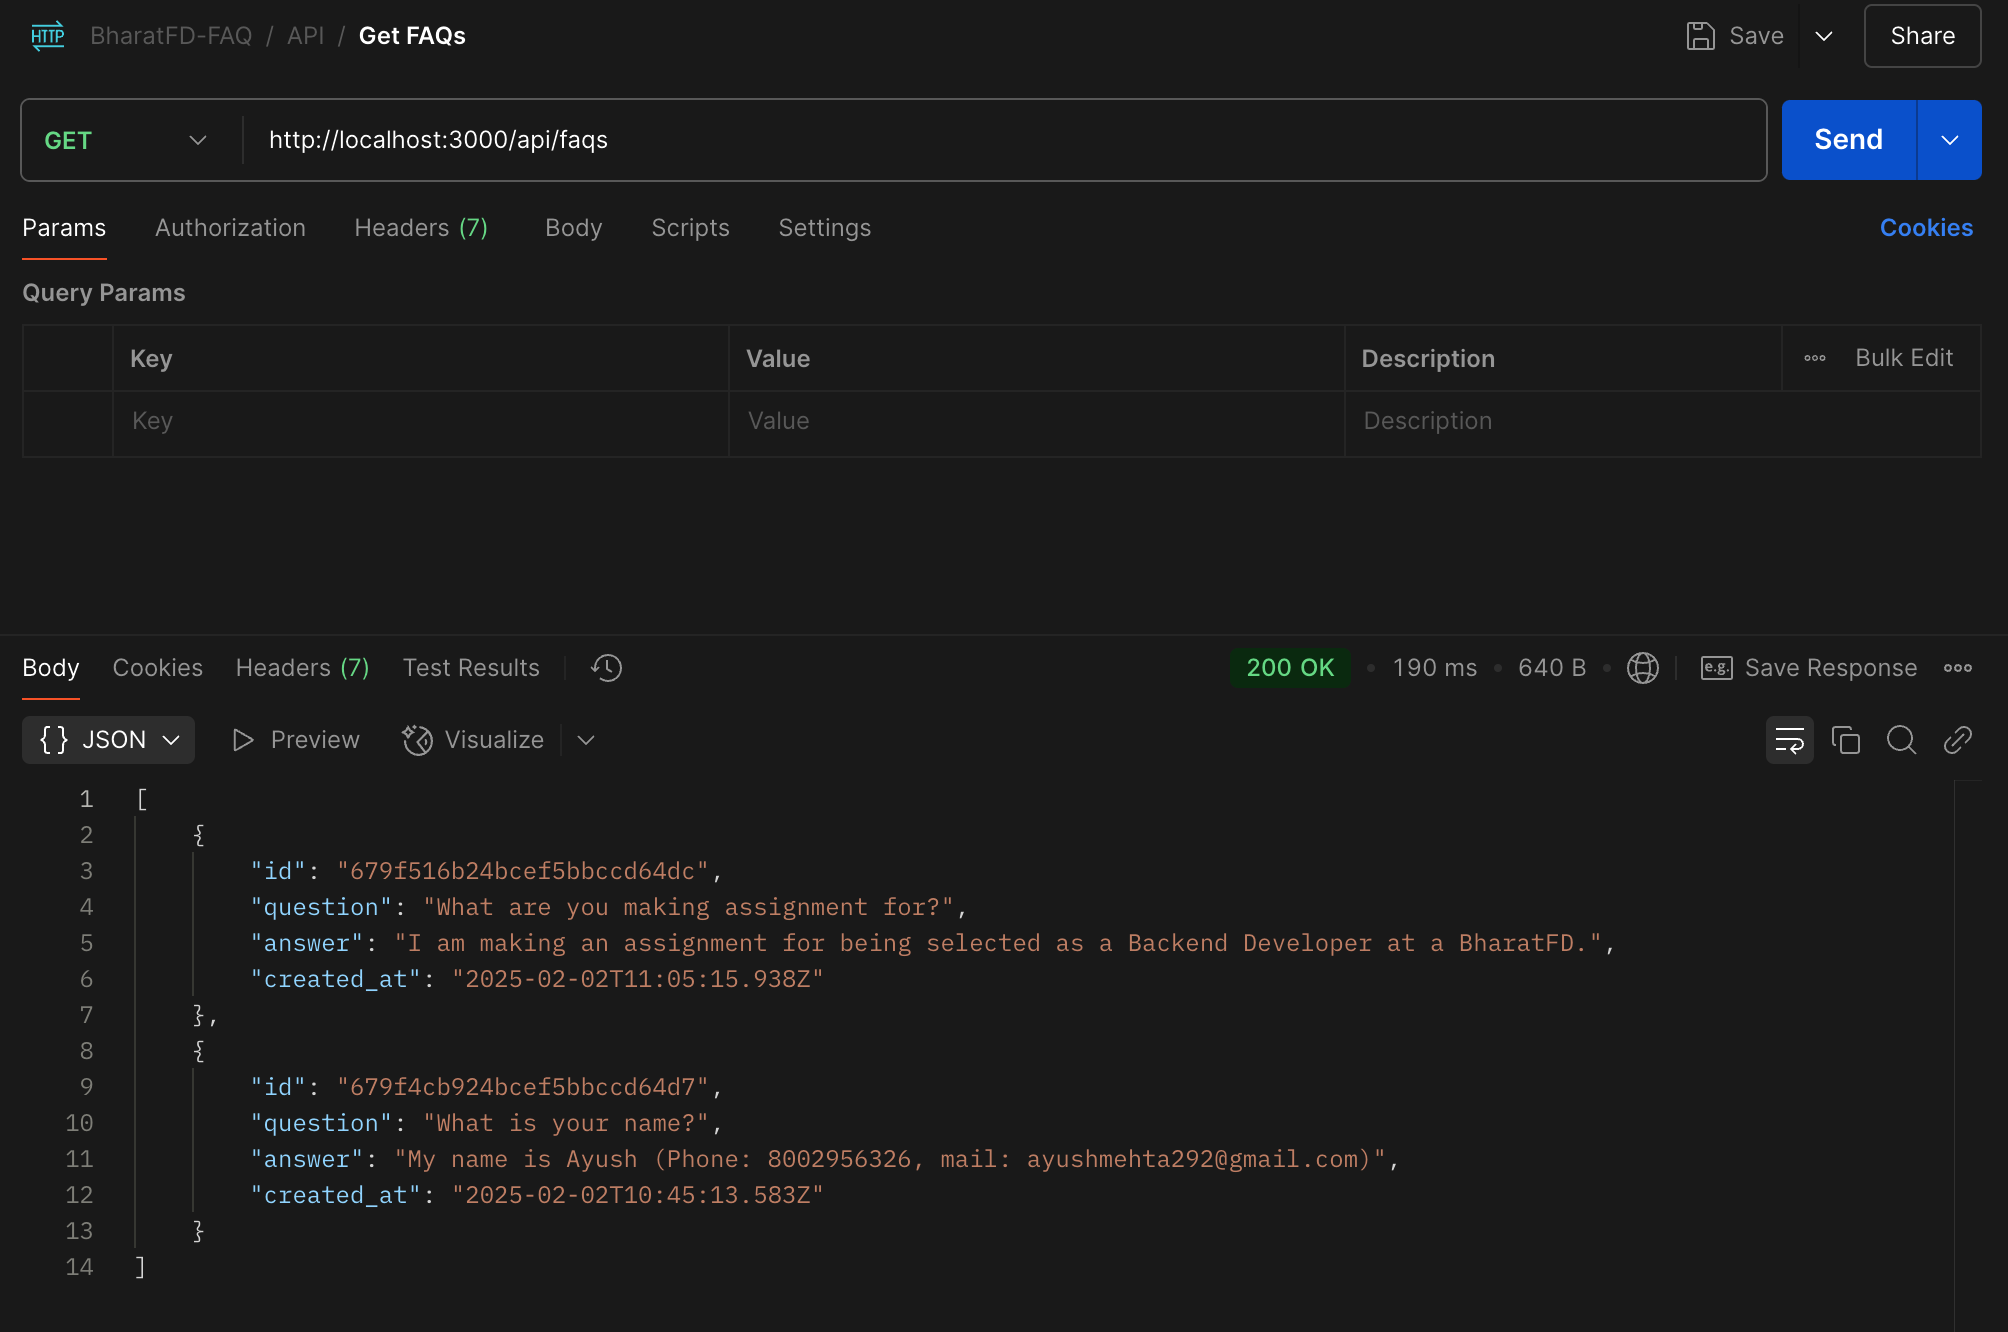 HTTP BharatFD-FAQ / API / Get FAQs Save Share
GET http://localhost:3000/api/faqs Send
Params Authorization Headers (7) Body Scripts Settings Cookies
Query Params
Key Value Description Bulk Edit
Key Value Description
Body Cookies Headers (7) Test Results 200 OK • 190 ms • 640 B • e.g. Save Response
{} JSON Preview Visualize
1 [
2 {
3 "id": "679f516b24bcef5bbccd64dc",
4 "question": "What are you making assignment for?",
5 "answer": "I am making an assignment for being selected as a Backend Developer at a BharatFD.",
6 "created_at": "2025-02-02T11:05:15.938Z"
7 },
8 {
9 "id": "679f4cb924bcef5bbccd64d7",
10 "question": "What is your name?",
11 "answer": "My name is Ayush (Phone: 8002956326, mail: ayushmehta292@gmail.com)",
12 "created_at": "2025-02-02T10:45:13.583Z"
13 }
14 ]